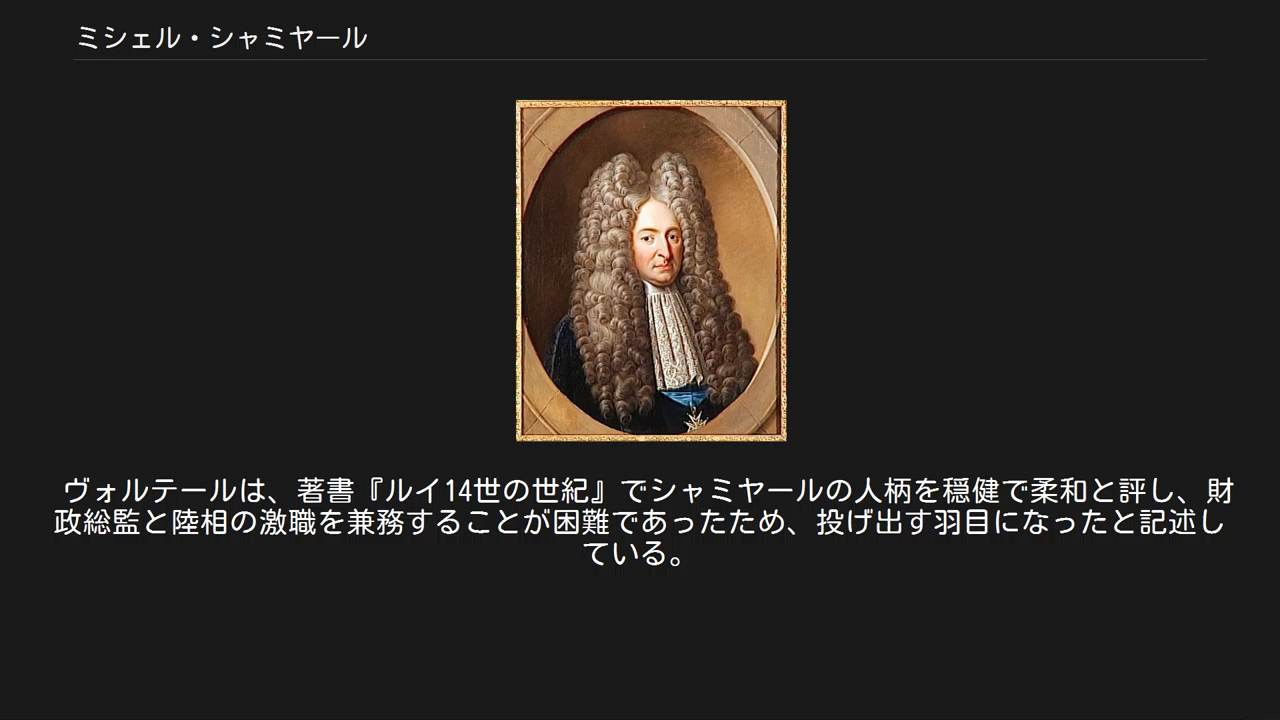 ミシェル・シャミヤール
ヴォルテールは、著書『ルイ14世の世紀』でシャミヤールの人柄を穏健で柔和と評し、財
政総監と陸相の激職を兼務することが困難であったため、投げ出す羽目になったと記述し
ている。